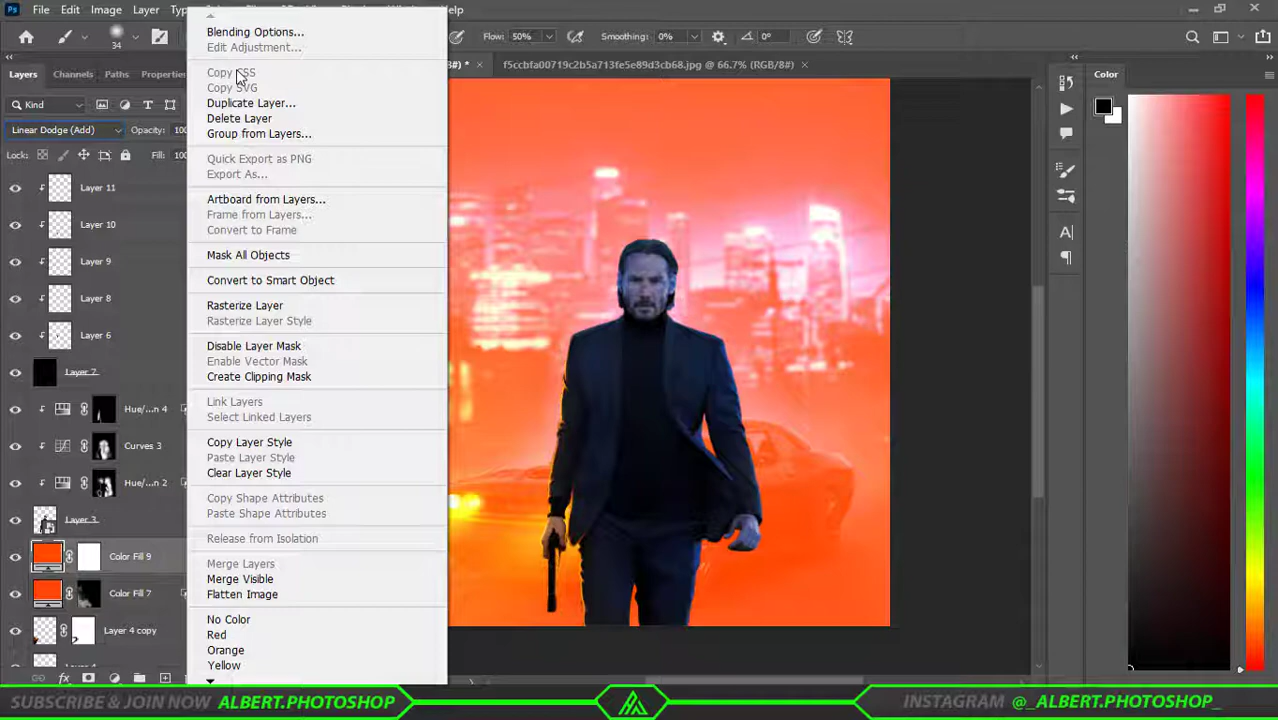 File Edit Image Layer
Flow: 50% Smoothing: 0% 0°
Layers Channels Paths Properties
#) * × f5ccbfa00719c2b5a713fe5e89d3cb68.jpg @ 66.7% (RGB/8#) ×
Color
Kind
Linear Dodge (Add) Opacity: 100
Lock: Fill: 100
Layer 11
Layer 10
Layer 9
Layer 8
Layer 6
Layer 7
Hue/...n 4
Curves 3
Hue/...n 2
Layer 3
Color Fill 9
Color Fill 7
Layer 4 copy
Blending Options...
Edit Adjustment...
Copy CSS
Copy SVG
Duplicate Layer...
Delete Layer
Group from Layers...
Quick Export as PNG
Export As...
Artboard from Layers...
Frame from Layers...
Convert to Frame
Mask All Objects
Convert to Smart Object
Rasterize Layer
Rasterize Layer Style
Disable Layer Mask
Enable Vector Mask
Create Clipping Mask
Link Layers
Select Linked Layers
Copy Layer Style
Paste Layer Style
Clear Layer Style
Copy Shape Attributes
Paste Shape Attributes
Release from Isolation
Merge Layers
Merge Visible
Flatten Image
No Color
Red
Orange
Yellow
SUBSCRIBE & JOIN NOW ALBERT.PHOTOSHOP
INSTAGRAM @_ALBERT.PHOTOSHOP_